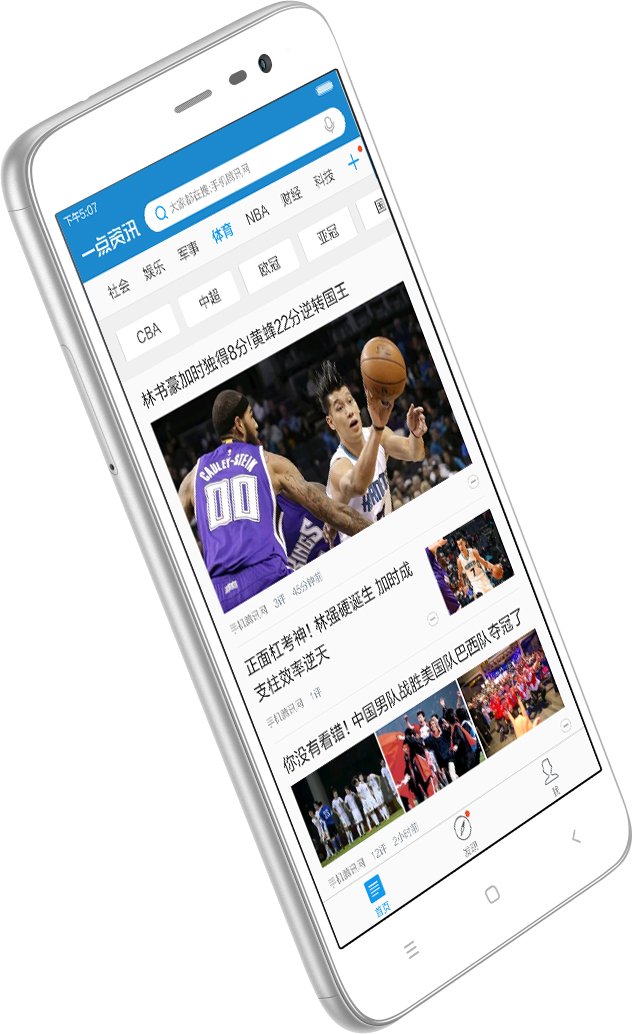 下午5:07
一点资讯
大家都在搜:手机腾讯网
社会 娱乐 军事 体育 NBA 财经 科技
CBA 中超 欧冠 亚冠 国
林书豪加时独得8分!黄蜂22分逆转国王
CAULEY-STEIN
00
KINGS
手机腾讯网 3评 45分钟前
正面杠考神!林强硬诞生 加时成
支柱效率逆天
手机腾讯网 1评
你没有看错!中国男队战胜美国队巴西队夺冠了
手机腾讯网 12评 2小时前
首页 发现 我